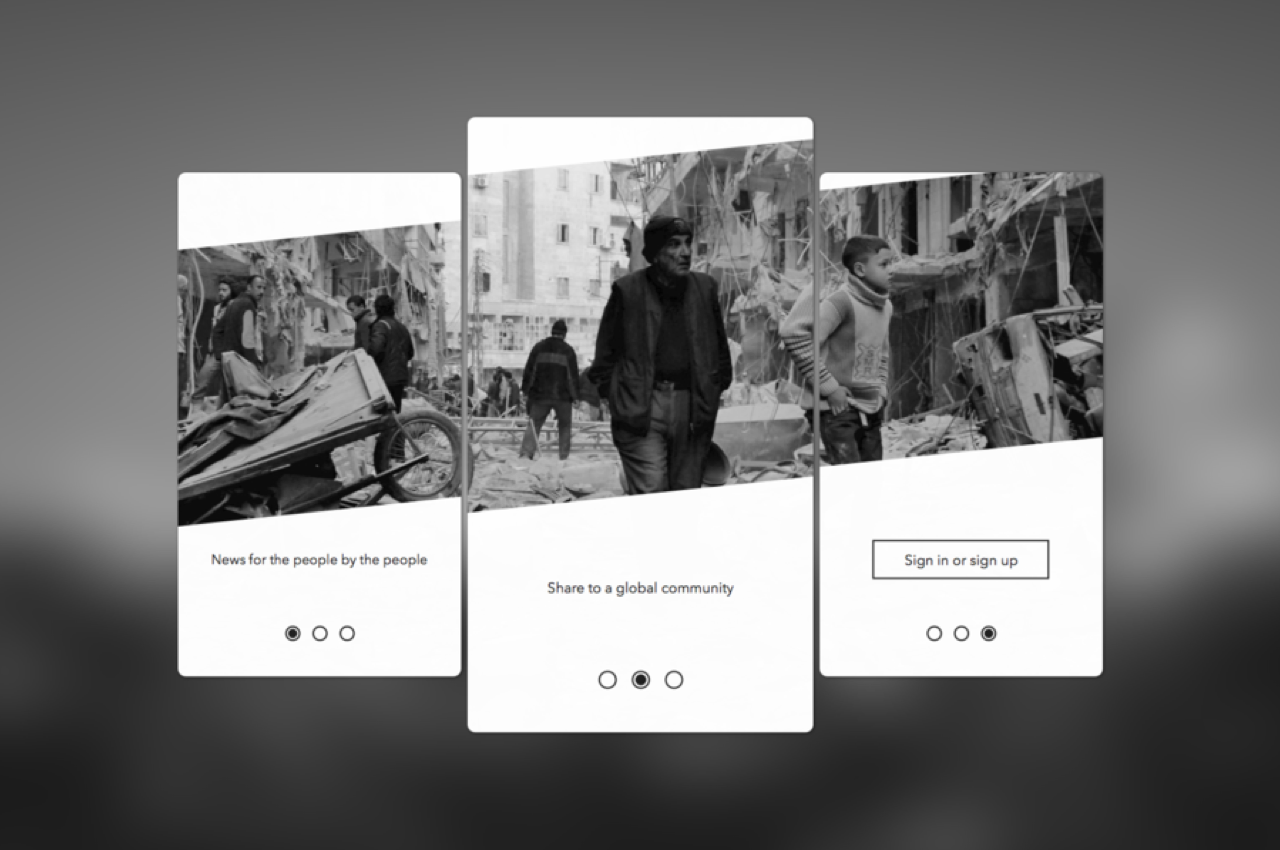 News for the people by the people
Share to a global community
Sign in or sign up